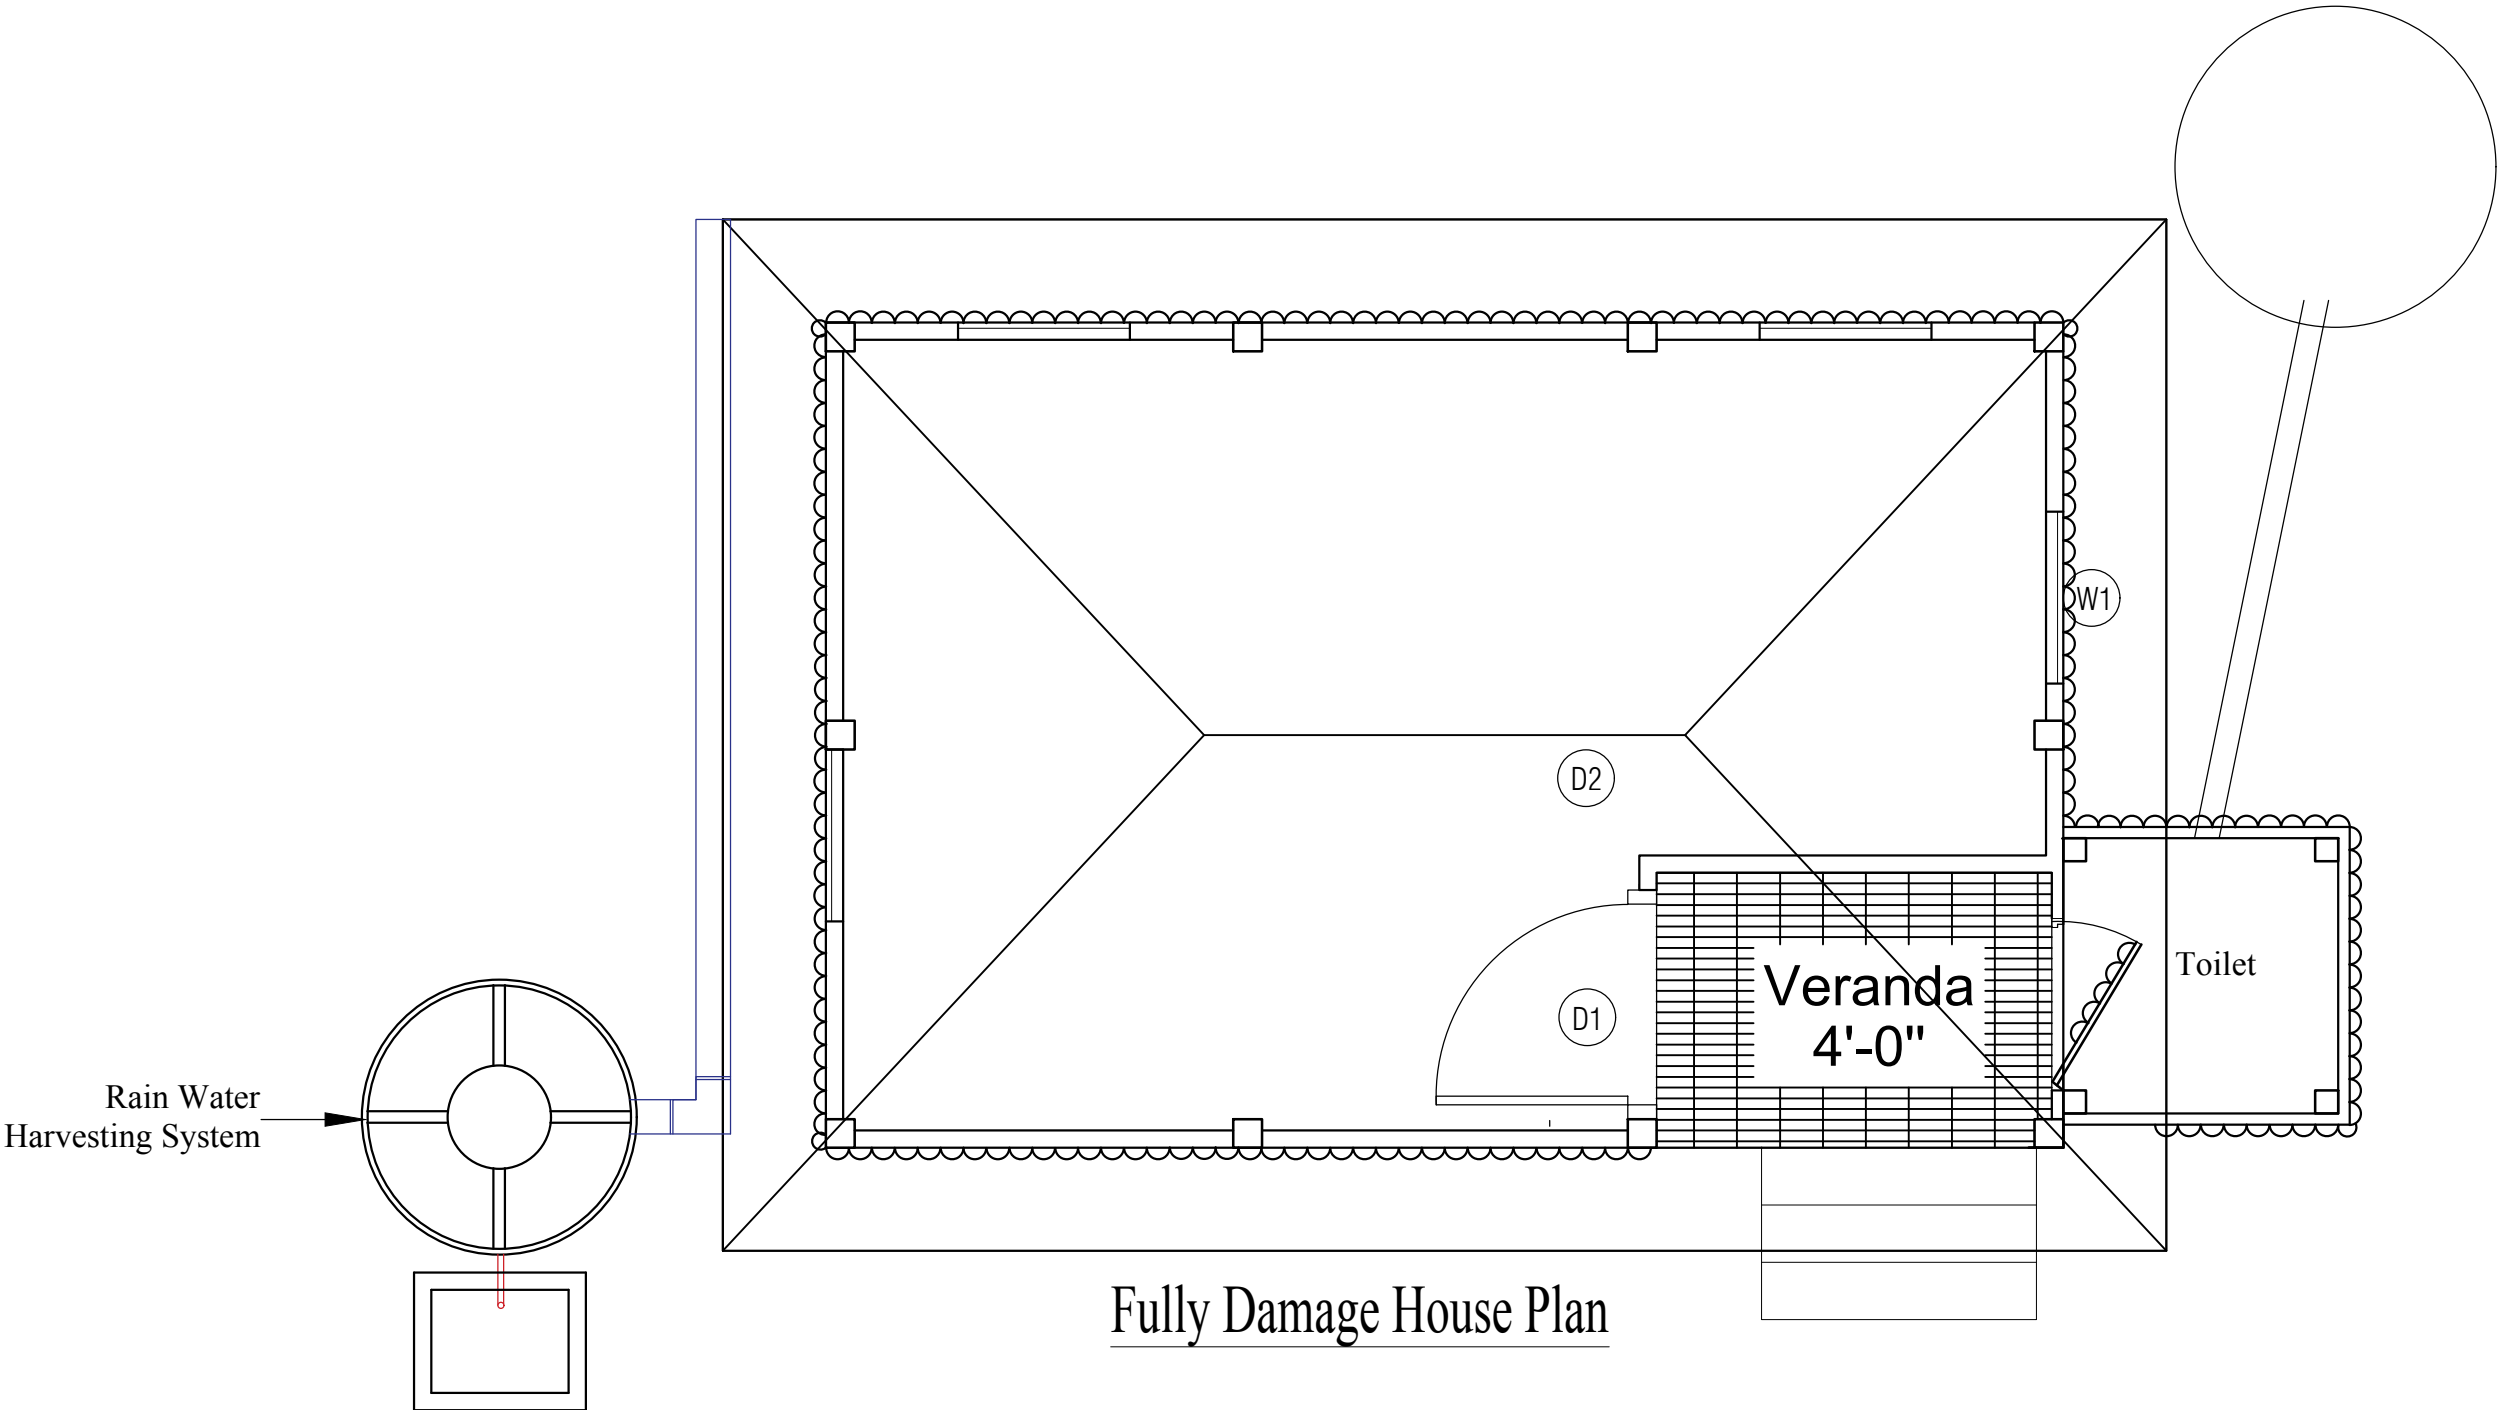 W1
D2
Toilet
Veranda
4'-0"
D1
Rain Water
Harvesting System
Fully Damage House Plan